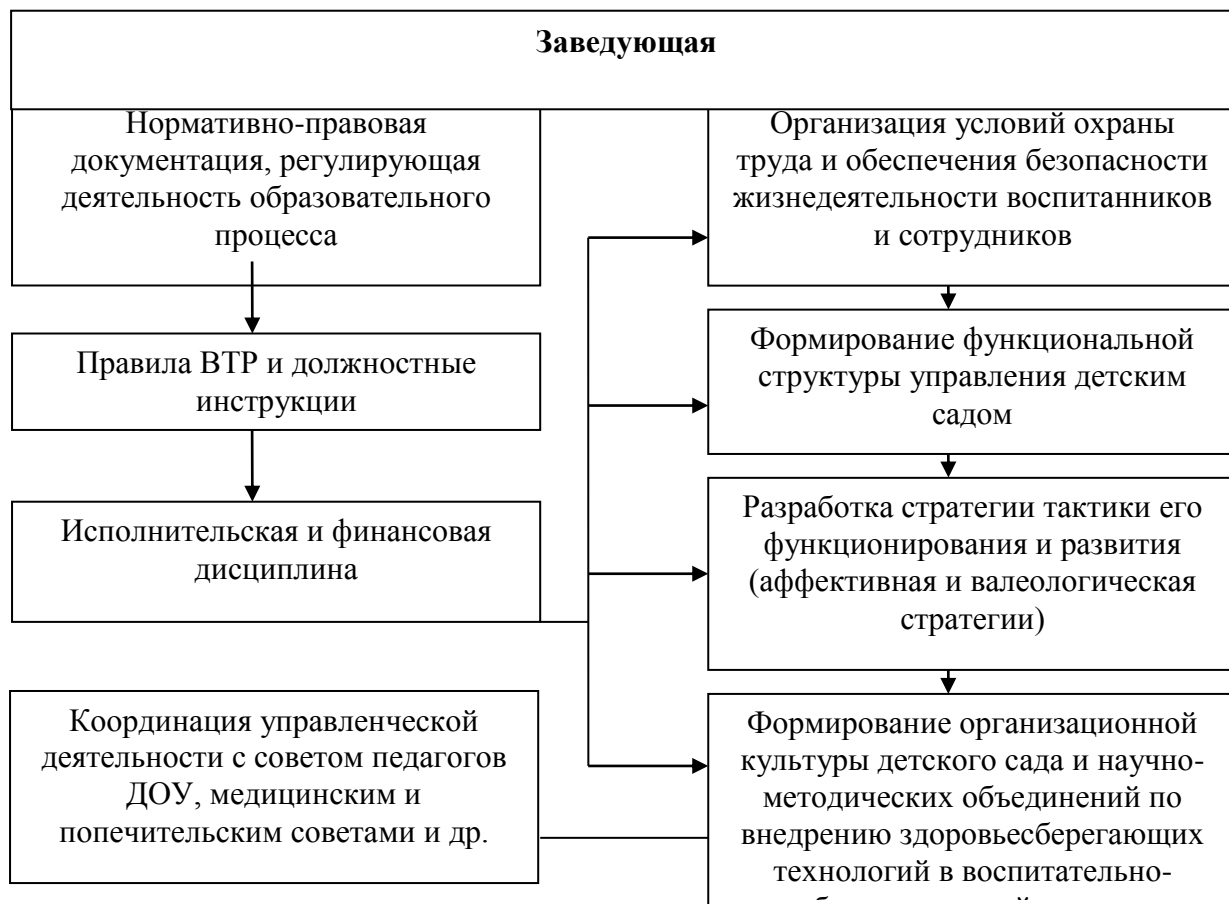 Заведующая
Нормативно-правовая
документация, регулирующая
деятельность образовательного
процесса
Правила ВТР и должностные
инструкции
Исполнительская и финансовая
дисциплина
Координация управленческой
деятельности с советом педагогов
ДОУ, медицинским и
попечительским советами и др.
Организация условий охраны
труда и обеспечения безопасности
жизнедеятельности воспитанников
и сотрудников
Формирование функциональной
структуры управления детским
садом
Разработка стратегии тактики его
функционирования и развития
(аффективная и валеологическая
стратегии)
Формирование организационной
культуры детского сада и научно-
методических объединений по
внедрению здоровьесберегающих
технологий в воспитательно-